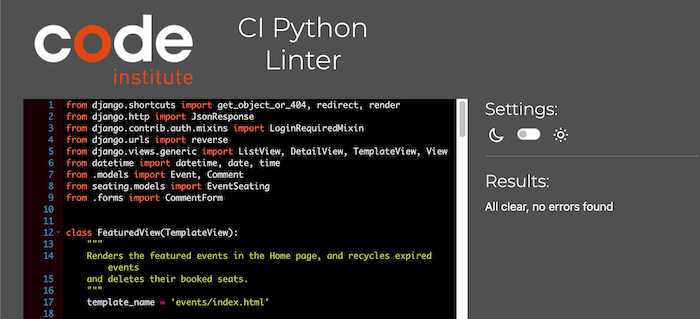 code
institute
CI Python
Linter
1 from django.shortcuts import get_object_or_404, redirect, render
2 from django.http import JsonResponse
3 from django.contrib.auth.mixins import LoginRequiredMixin
4 from django.urls import reverse
5 from django.views.generic import ListView, DetailView, TemplateView, View
6 from datetime import datetime, date, time
7 from .models import Event, Comment
8 from seating.models import EventSeating
9 from .forms import CommentForm
10
11
12 class FeaturedView(TemplateView):
13 """
14 Renders the featured events in the Home page, and recycles expired
events
15 and deletes their booked seats.
16 """
17 template_name = 'events/index.html'
18
Settings:
Results:
All clear, no errors found